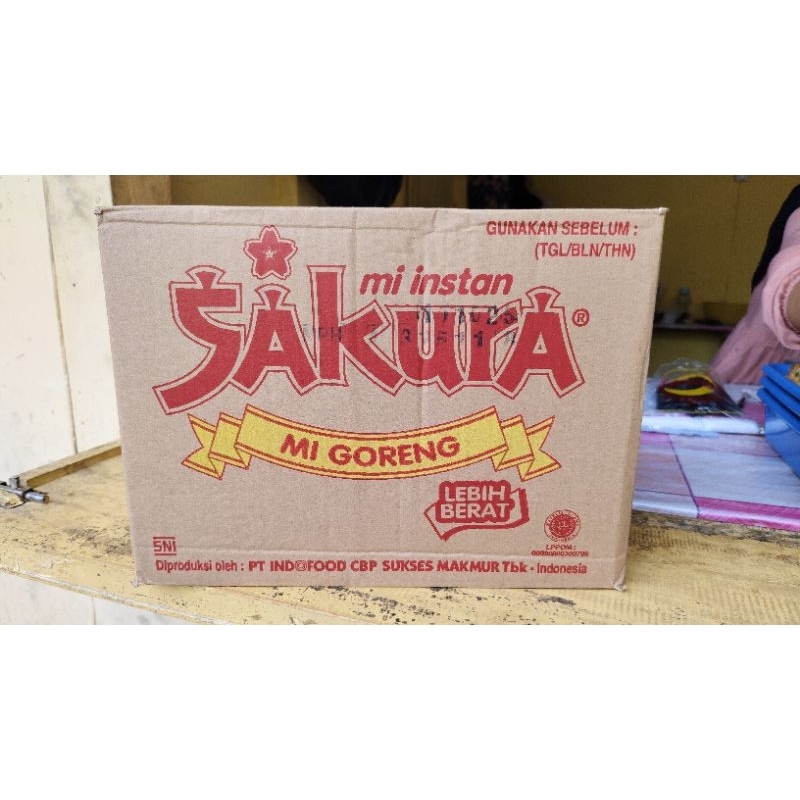 GUNAKAN SEBELUM :
(TGL/BLN/THN)
mi instan
SAKURA®
MI GORENG
LEBIH
BERAT
SNI
LPPOM :
Diproduksi oleh : PT INDOFOOD CBP SUKSES MAKMUR Tbk - Indonesia